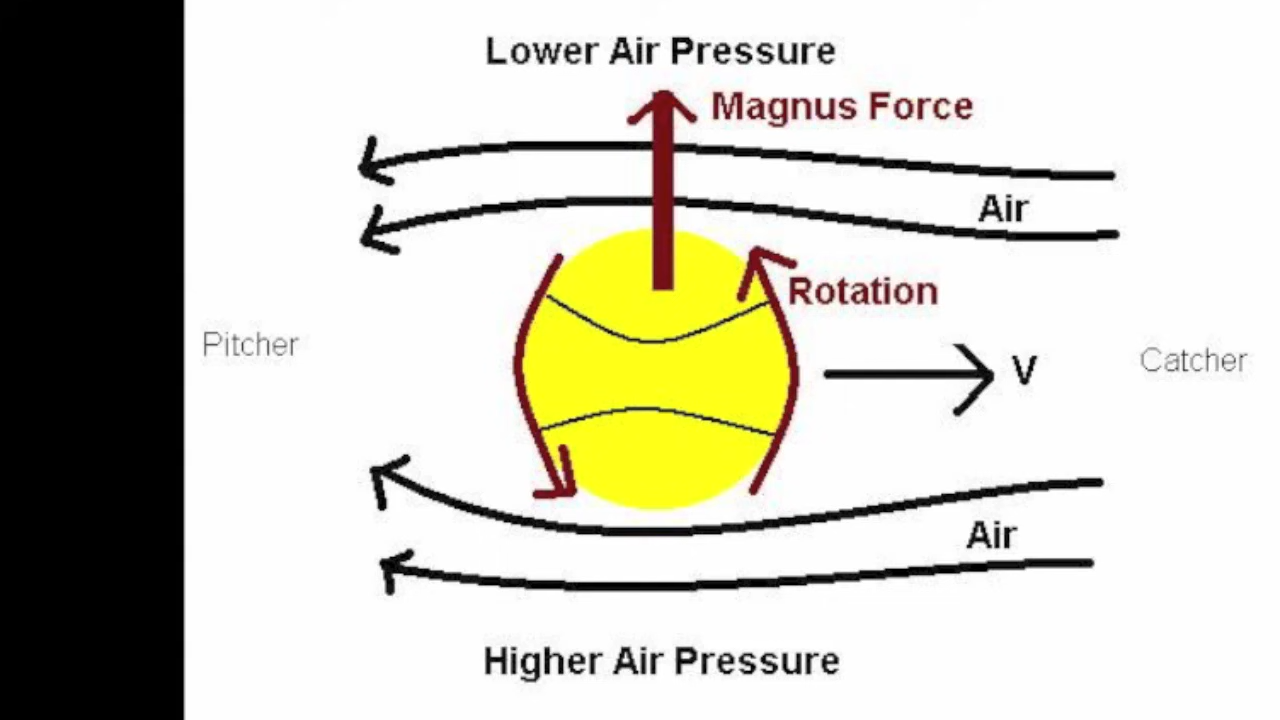 Lower Air Pressure
Magnus Force
Air
Rotation
Pitcher
V
Catcher
Air
Higher Air Pressure